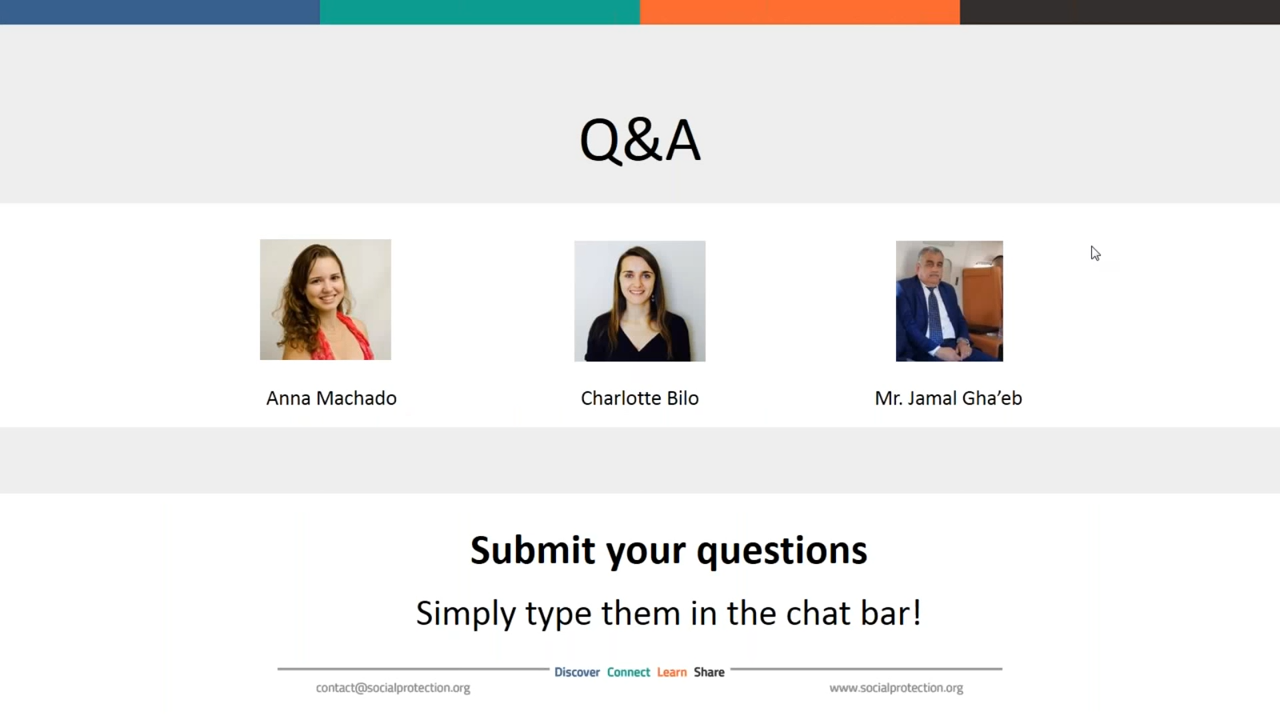 Q&A
Anna Machado
Charlotte Bilo
Mr. Jamal Gha’eb
Submit your questions
Simply type them in the chat bar!
Discover Connect Learn Share
contact@socialprotection.org
www.socialprotection.org